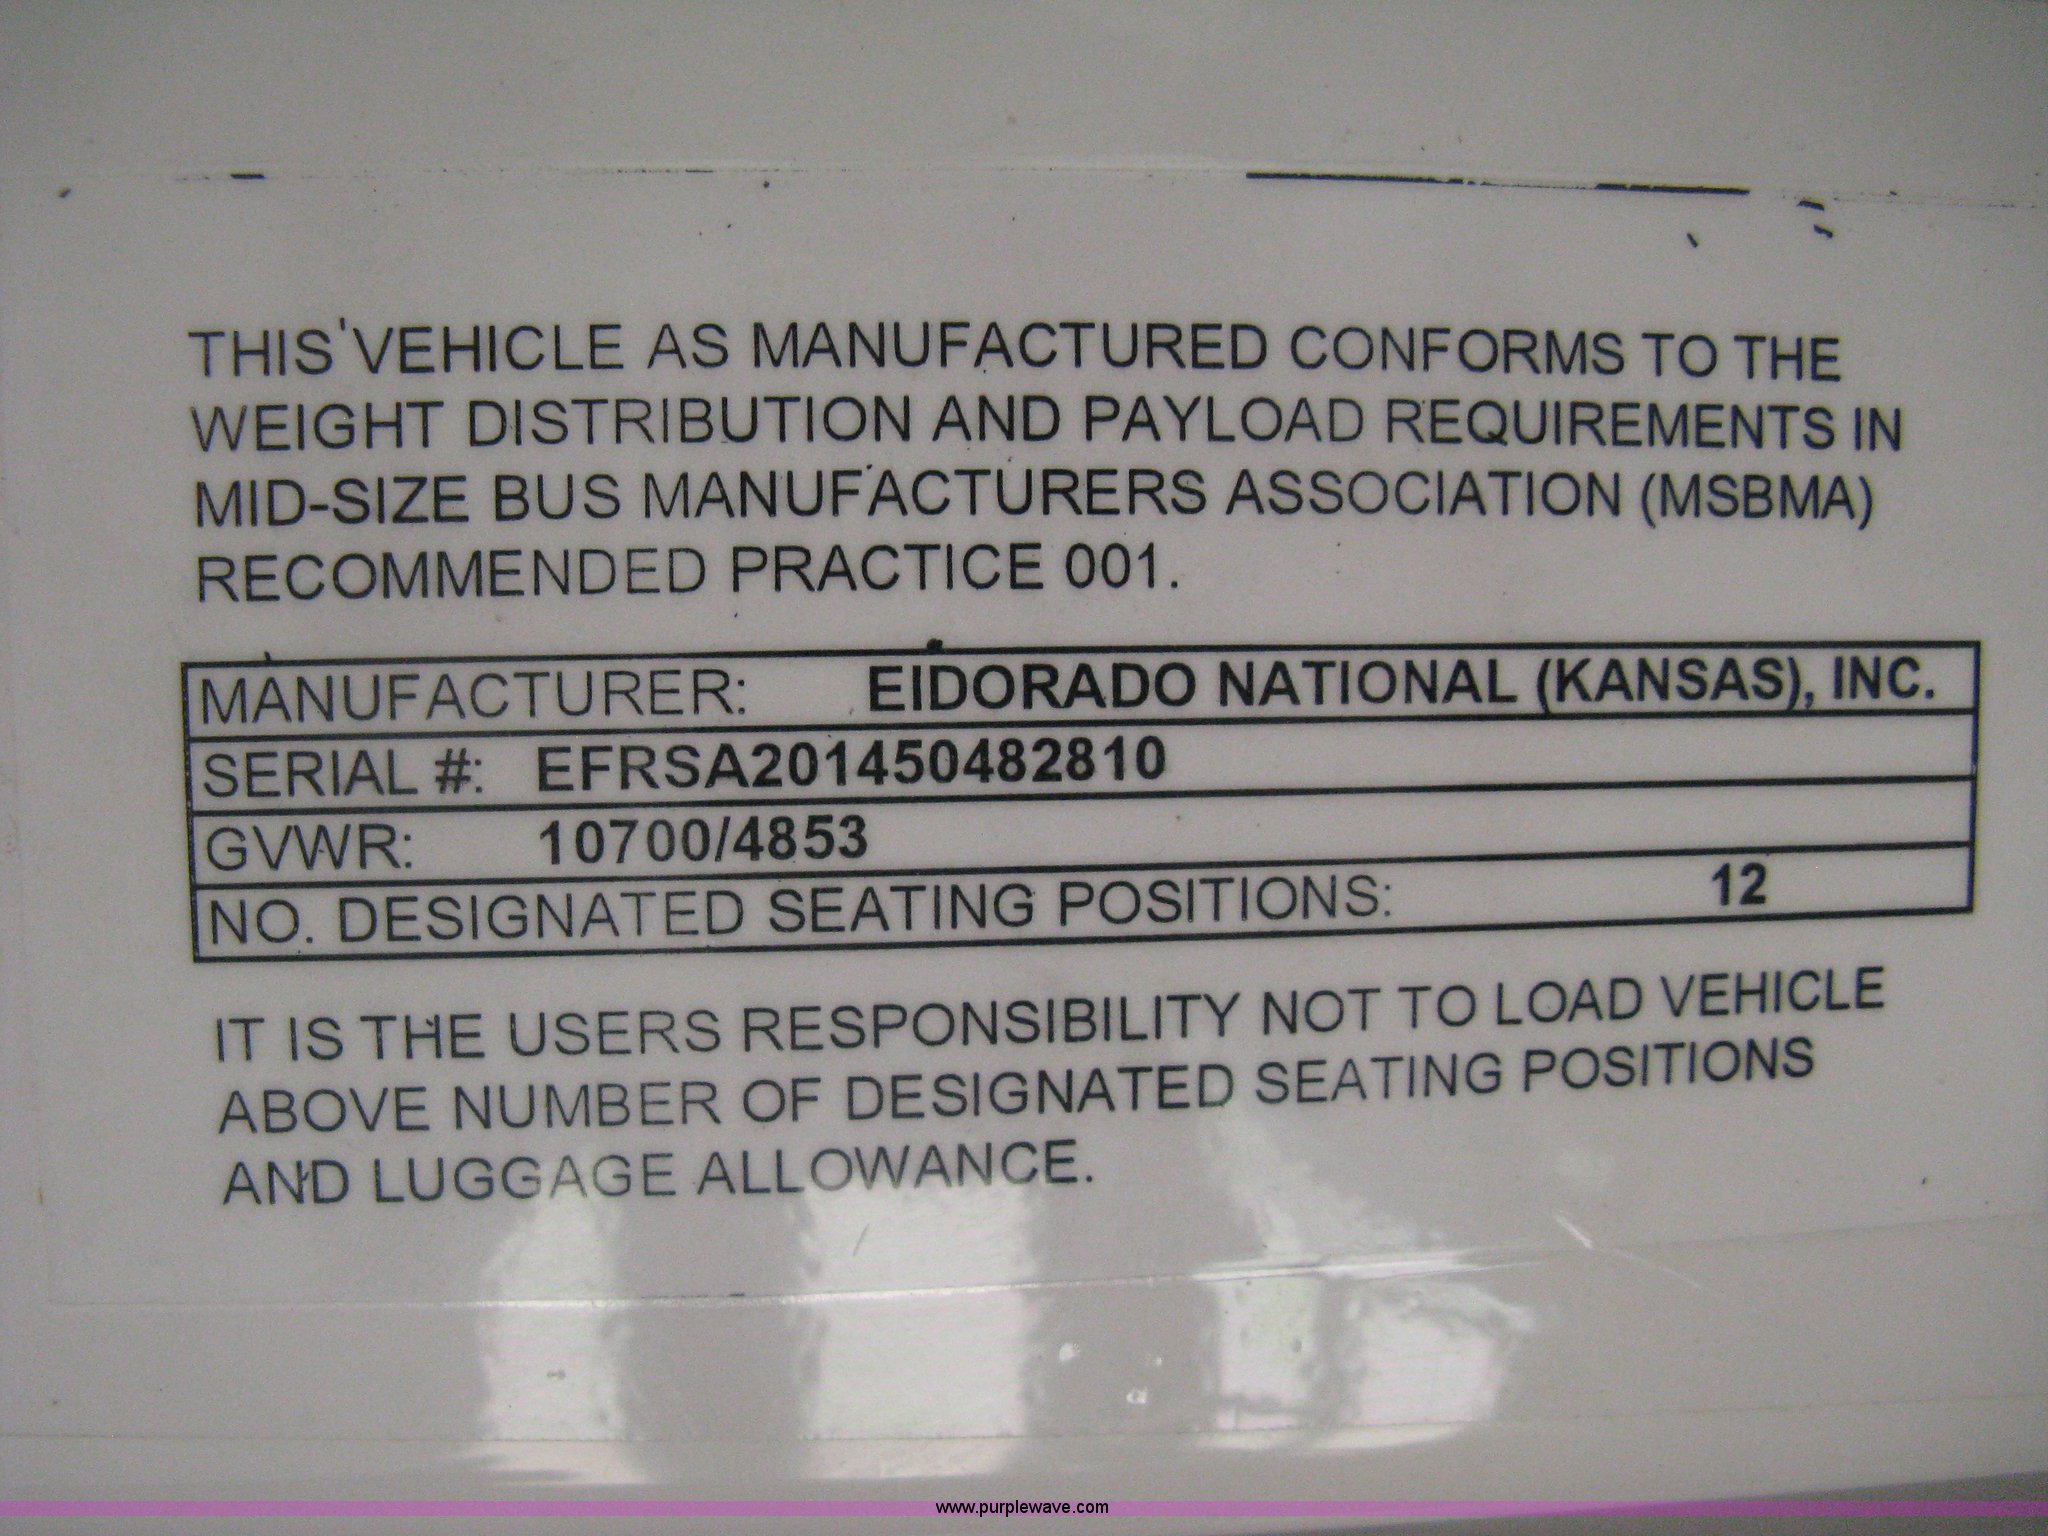 THIS VEHICLE AS MANUFACTURED CONFORMS TO THE
WEIGHT DISTRIBUTION AND PAYLOAD REQUIREMENTS IN
MID-SIZE BUS MANUFACTURERS ASSOCIATION (MSBMA)
RECOMMENDED PRACTICE 001.
MANUFACTURER: ElDORADO NATIONAL (KANSAS), INC.
SERIAL #: EFRSA201450482810
GVWR: 10700/4853
NO. DESIGNATED SEATING POSITIONS: 12
IT IS THE USERS RESPONSIBILITY NOT TO LOAD VEHICLE
ABOVE NUMBER OF DESIGNATED SEATING POSITIONS
AND LUGGAGE ALLOWANCE.
www.purplewave.com